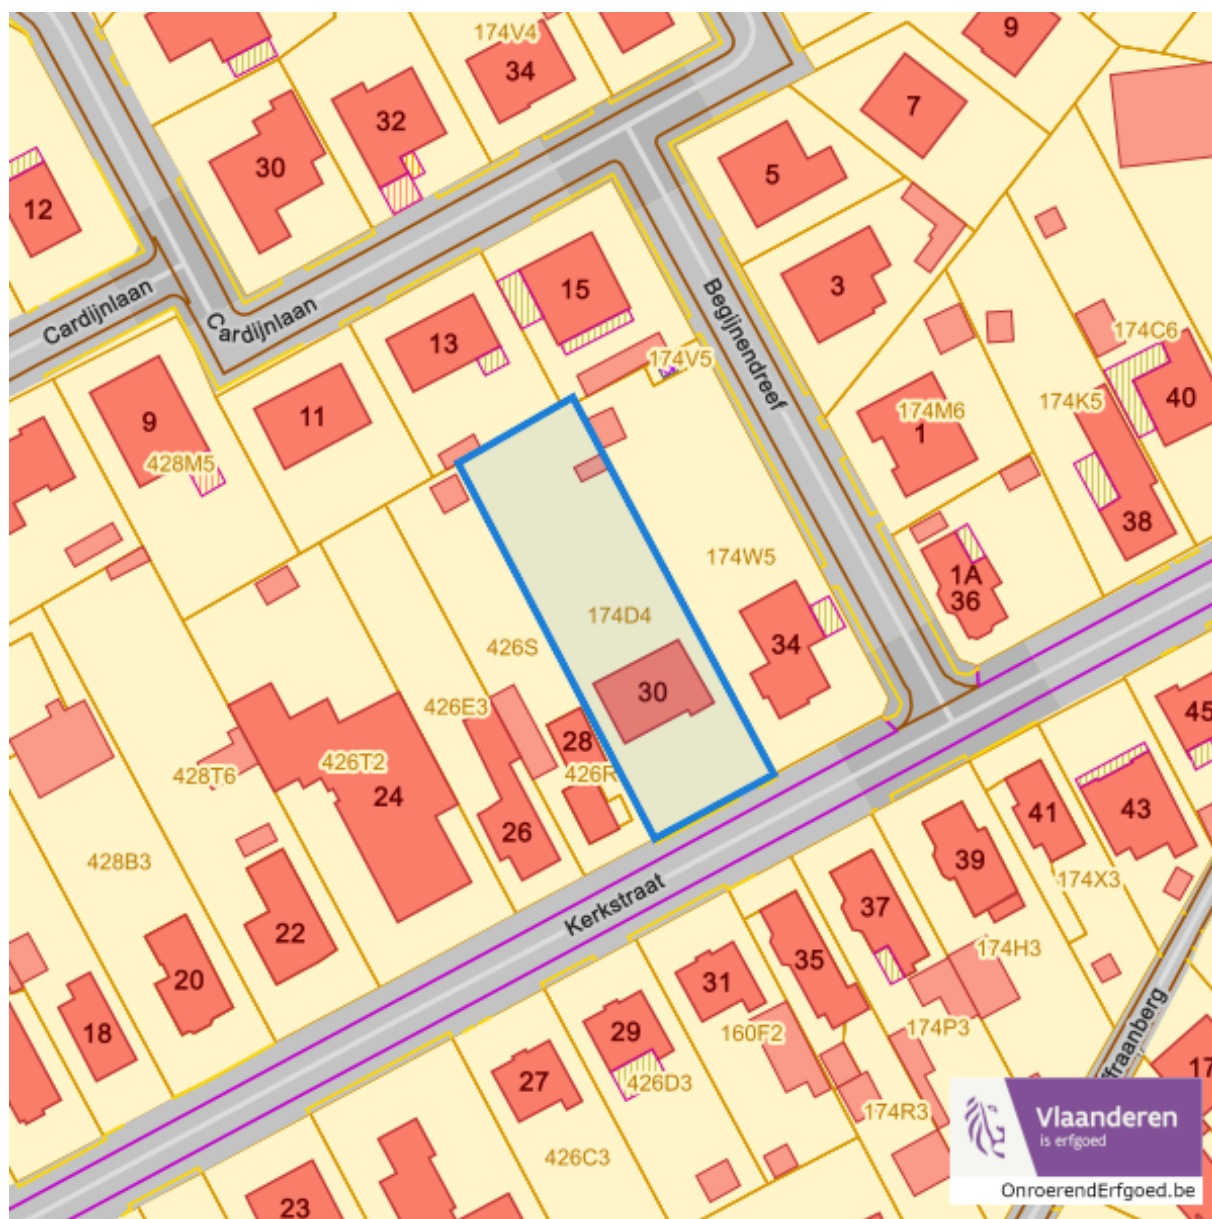 174V4
9
34
32
7
30
5
12
3
15
Begijnendreef
Cardijnlaan
Cardijnlaan
13
174C6
174V5
40
174K5
174M6
11
9
1
428M5
38
174W5
1A
36
174D4
34
426S
30
426E3
45
28
426T2
428T6
426R
24
43
41
26
39
428B3
174X3
Kerkstraat
37
22
174H3
35
20
31
174P3
18
29
160F2
ffraanberg
17
27
426D3
174R3
426C3
23
Vlaanderen
is erfgoed
OnroerendErfgoed.be